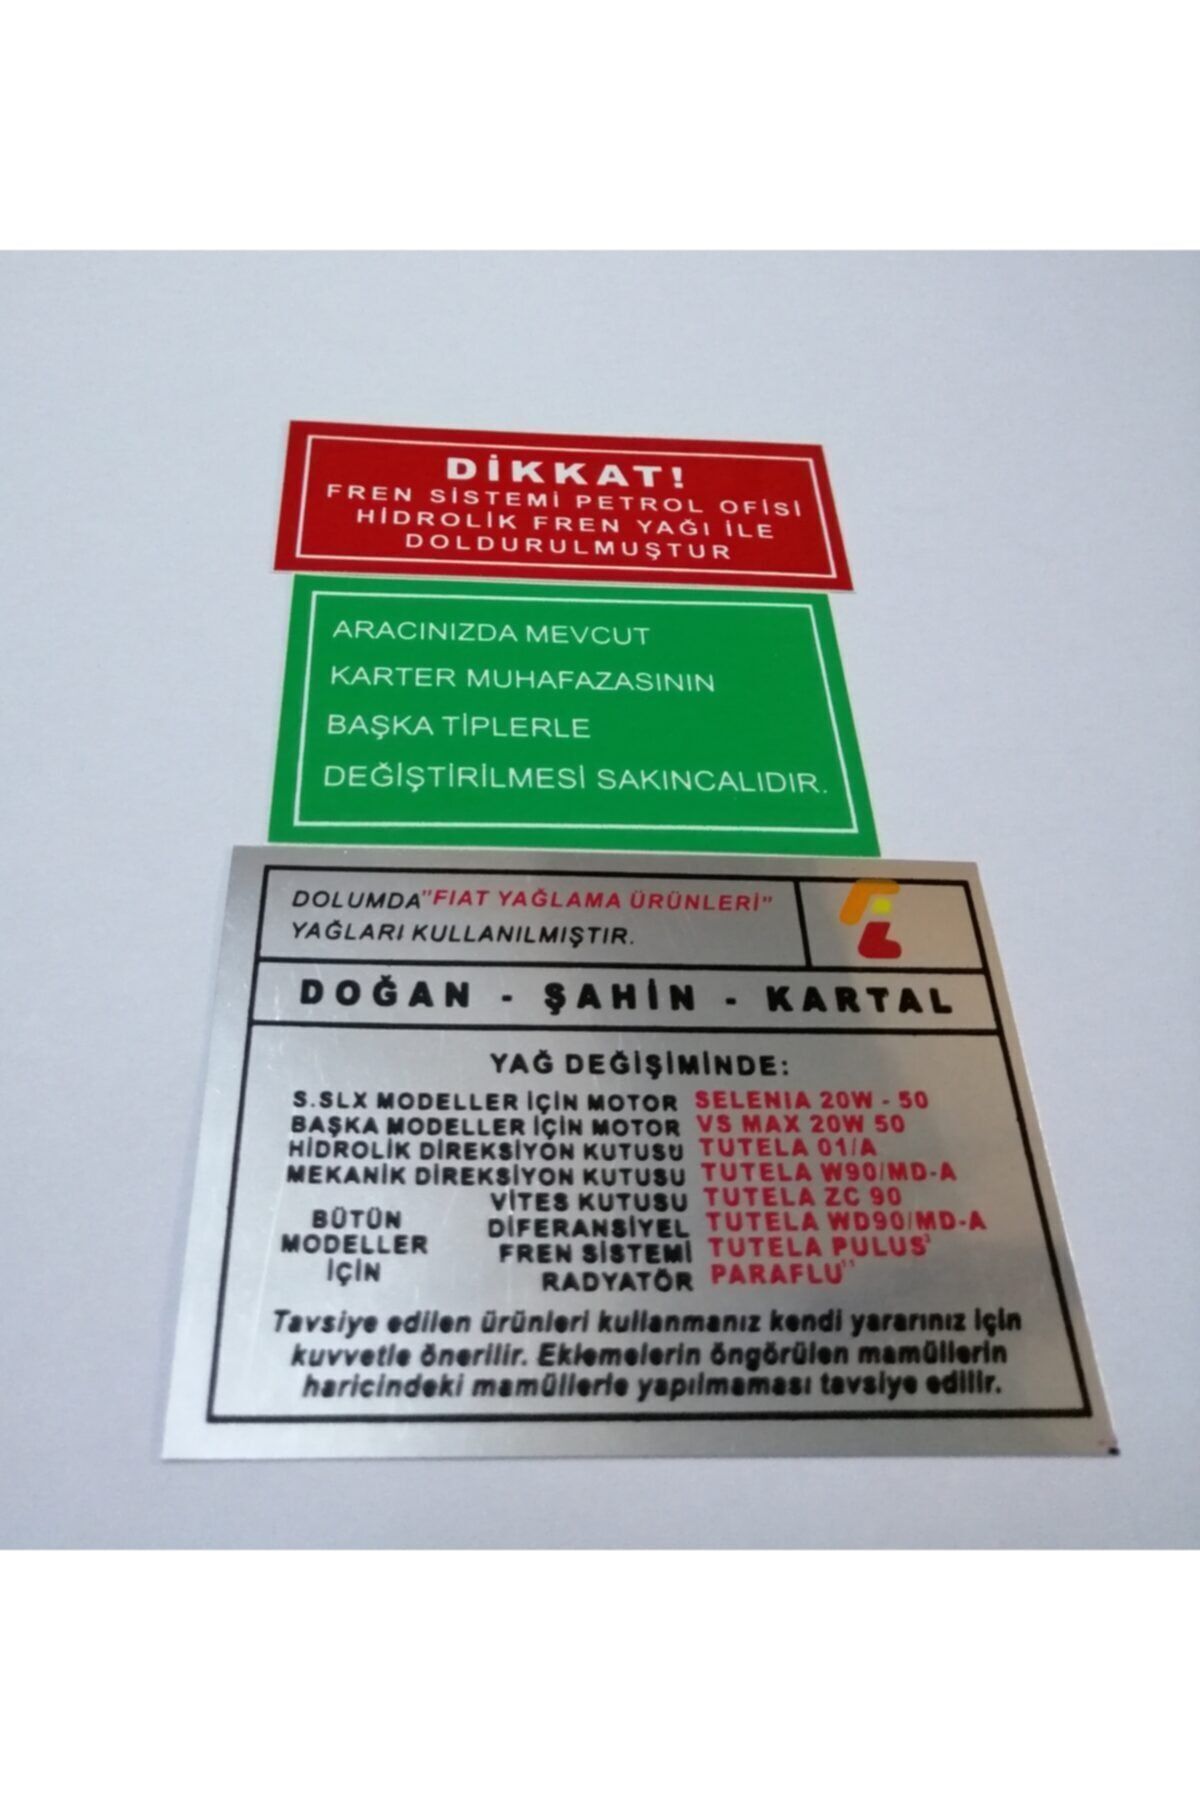 DİKKAT!
FREN SİSTEMİ PETROL OFİSİ
HİDROLİK FREN YAĞI İLE
DOLDURULMUŞTUR
ARACINIZDA MEVCUT
KARTER MUHAFAZASININ
BAŞKA TİPLERLE
DEĞİŞTİRİLMESİ SAKINCALIDIR.
DOLUMDA "FIAT YAĞLAMA ÜRÜNLERİ"
YAĞLARI KULLANILMIŞTIR.
FL
DOĞAN - ŞAHİN - KARTAL
YAĞ DEĞİŞİMİNDE:
S.SLX MODELLER İÇİN MOTOR SELENIA 20W - 50
BAŞKA MODELLER İÇİN MOTOR VS MAX 20W 50
HİDROLİK DİREKSİYON KUTUSU TUTELA 01/A
MEKANİK DİREKSİYON KUTUSU TUTELA W90/MD-A
VİTES KUTUSU TUTELA ZC 90
BÜTÜN DİFERANSİYEL TUTELA WD90/MD-A
MODELLER FREN SİSTEMİ TUTELA PULUS³
İÇİN RADYATÖR PARAFLU¹¹
Tavsiye edilen ürünleri kullanmanız kendi yararınız için
kuvvetle önerilir. Eklemelerin öngörülen mamüllerin
haricindeki mamüllerle yapılmaması tavsiye edilir.